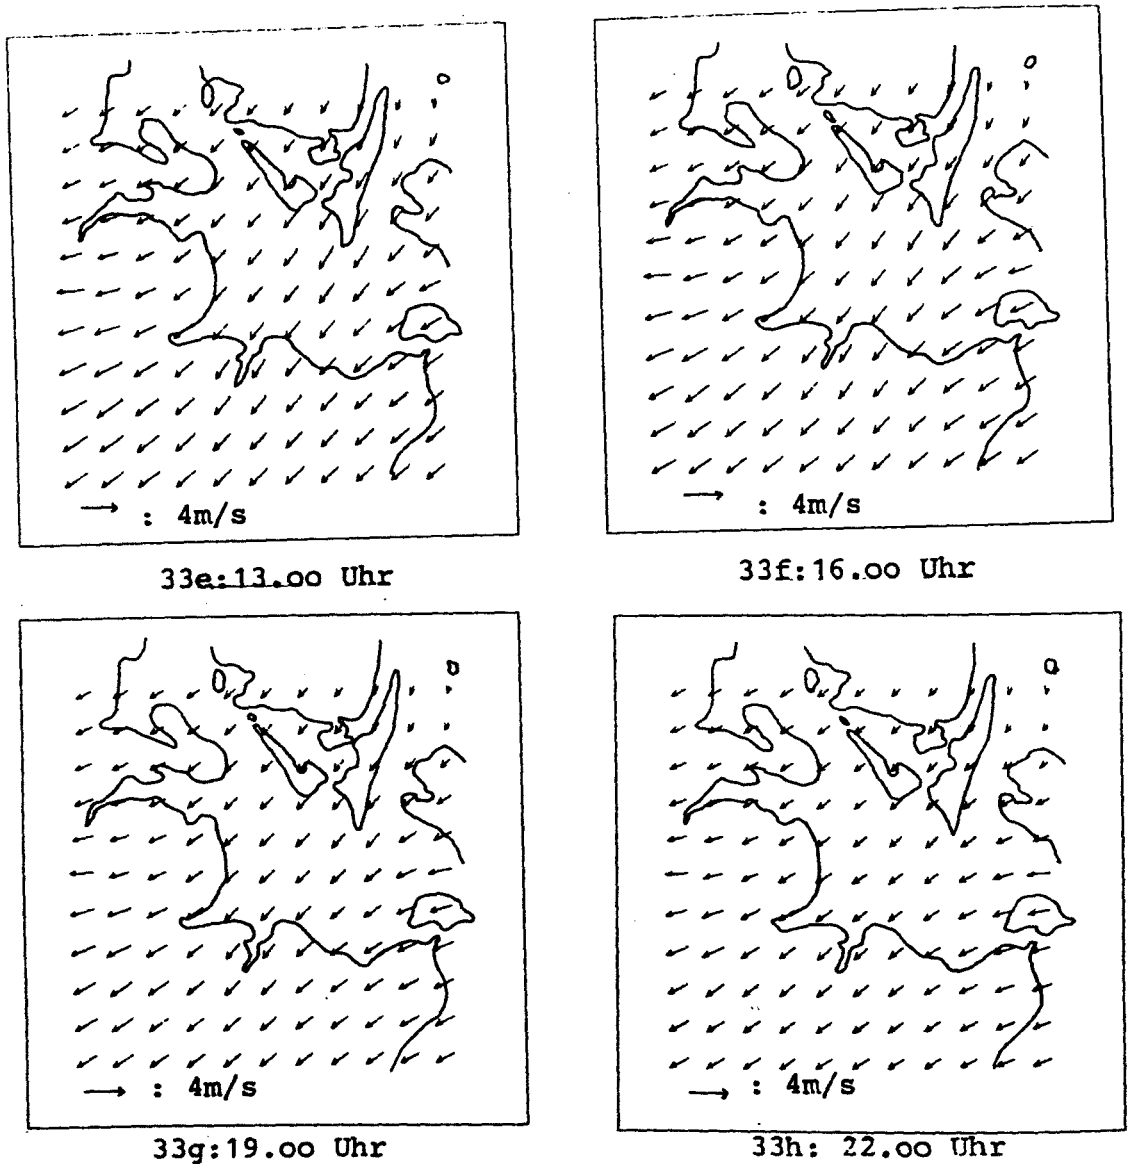 : 4m/s
: 4m/s
33e:13.oo Uhr
33f:16.oo Uhr
: 4m/s
: 4m/s
33g:19.oo Uhr
33h: 22.oo Uhr